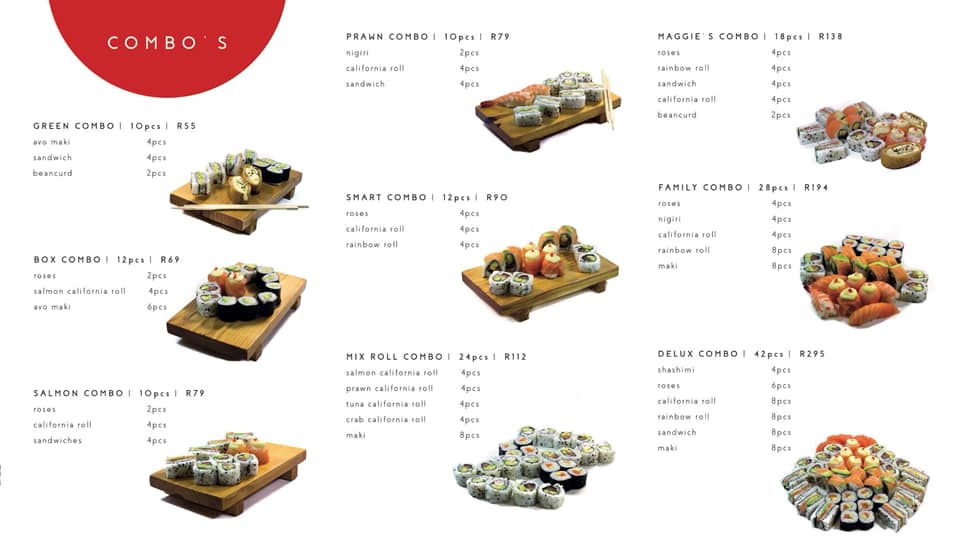 COMBO'S
GREEN COMBO | 10pcs | R55
avo maki 4pcs
sandwich 4pcs
beancurd 2pcs
BOX COMBO | 12pcs | R69
roses 2pcs
salmon california roll 4pcs
avo maki 6pcs
SALMON COMBO | 10pcs | R79
roses 2pcs
california roll 4pcs
sandwiches 4pcs
PRAWN COMBO | 10pcs | R79
nigiri 2pcs
california roll 4pcs
sandwich 4pcs
SMART COMBO | 12pcs | R90
roses 4pcs
california roll 4pcs
rainbow roll 4pcs
MIX ROLL COMBO | 24pcs | R112
salmon california roll 4pcs
prawn california roll 4pcs
tuna california roll 4pcs
crab california roll 4pcs
maki 8pcs
MAGGIE'S COMBO | 18pcs | R138
roses 4pcs
rainbow roll 4pcs
sandwich 4pcs
california roll 4pcs
beancurd 2pcs
FAMILY COMBO | 28pcs | R194
roses 4pcs
nigiri 4pcs
california roll 4pcs
rainbow roll 8pcs
maki 8pcs
DELUX COMBO | 42pcs | R295
shashimi 4pcs
roses 6pcs
california roll 8pcs
rainbow roll 8pcs
sandwich 8pcs
maki 8pcs